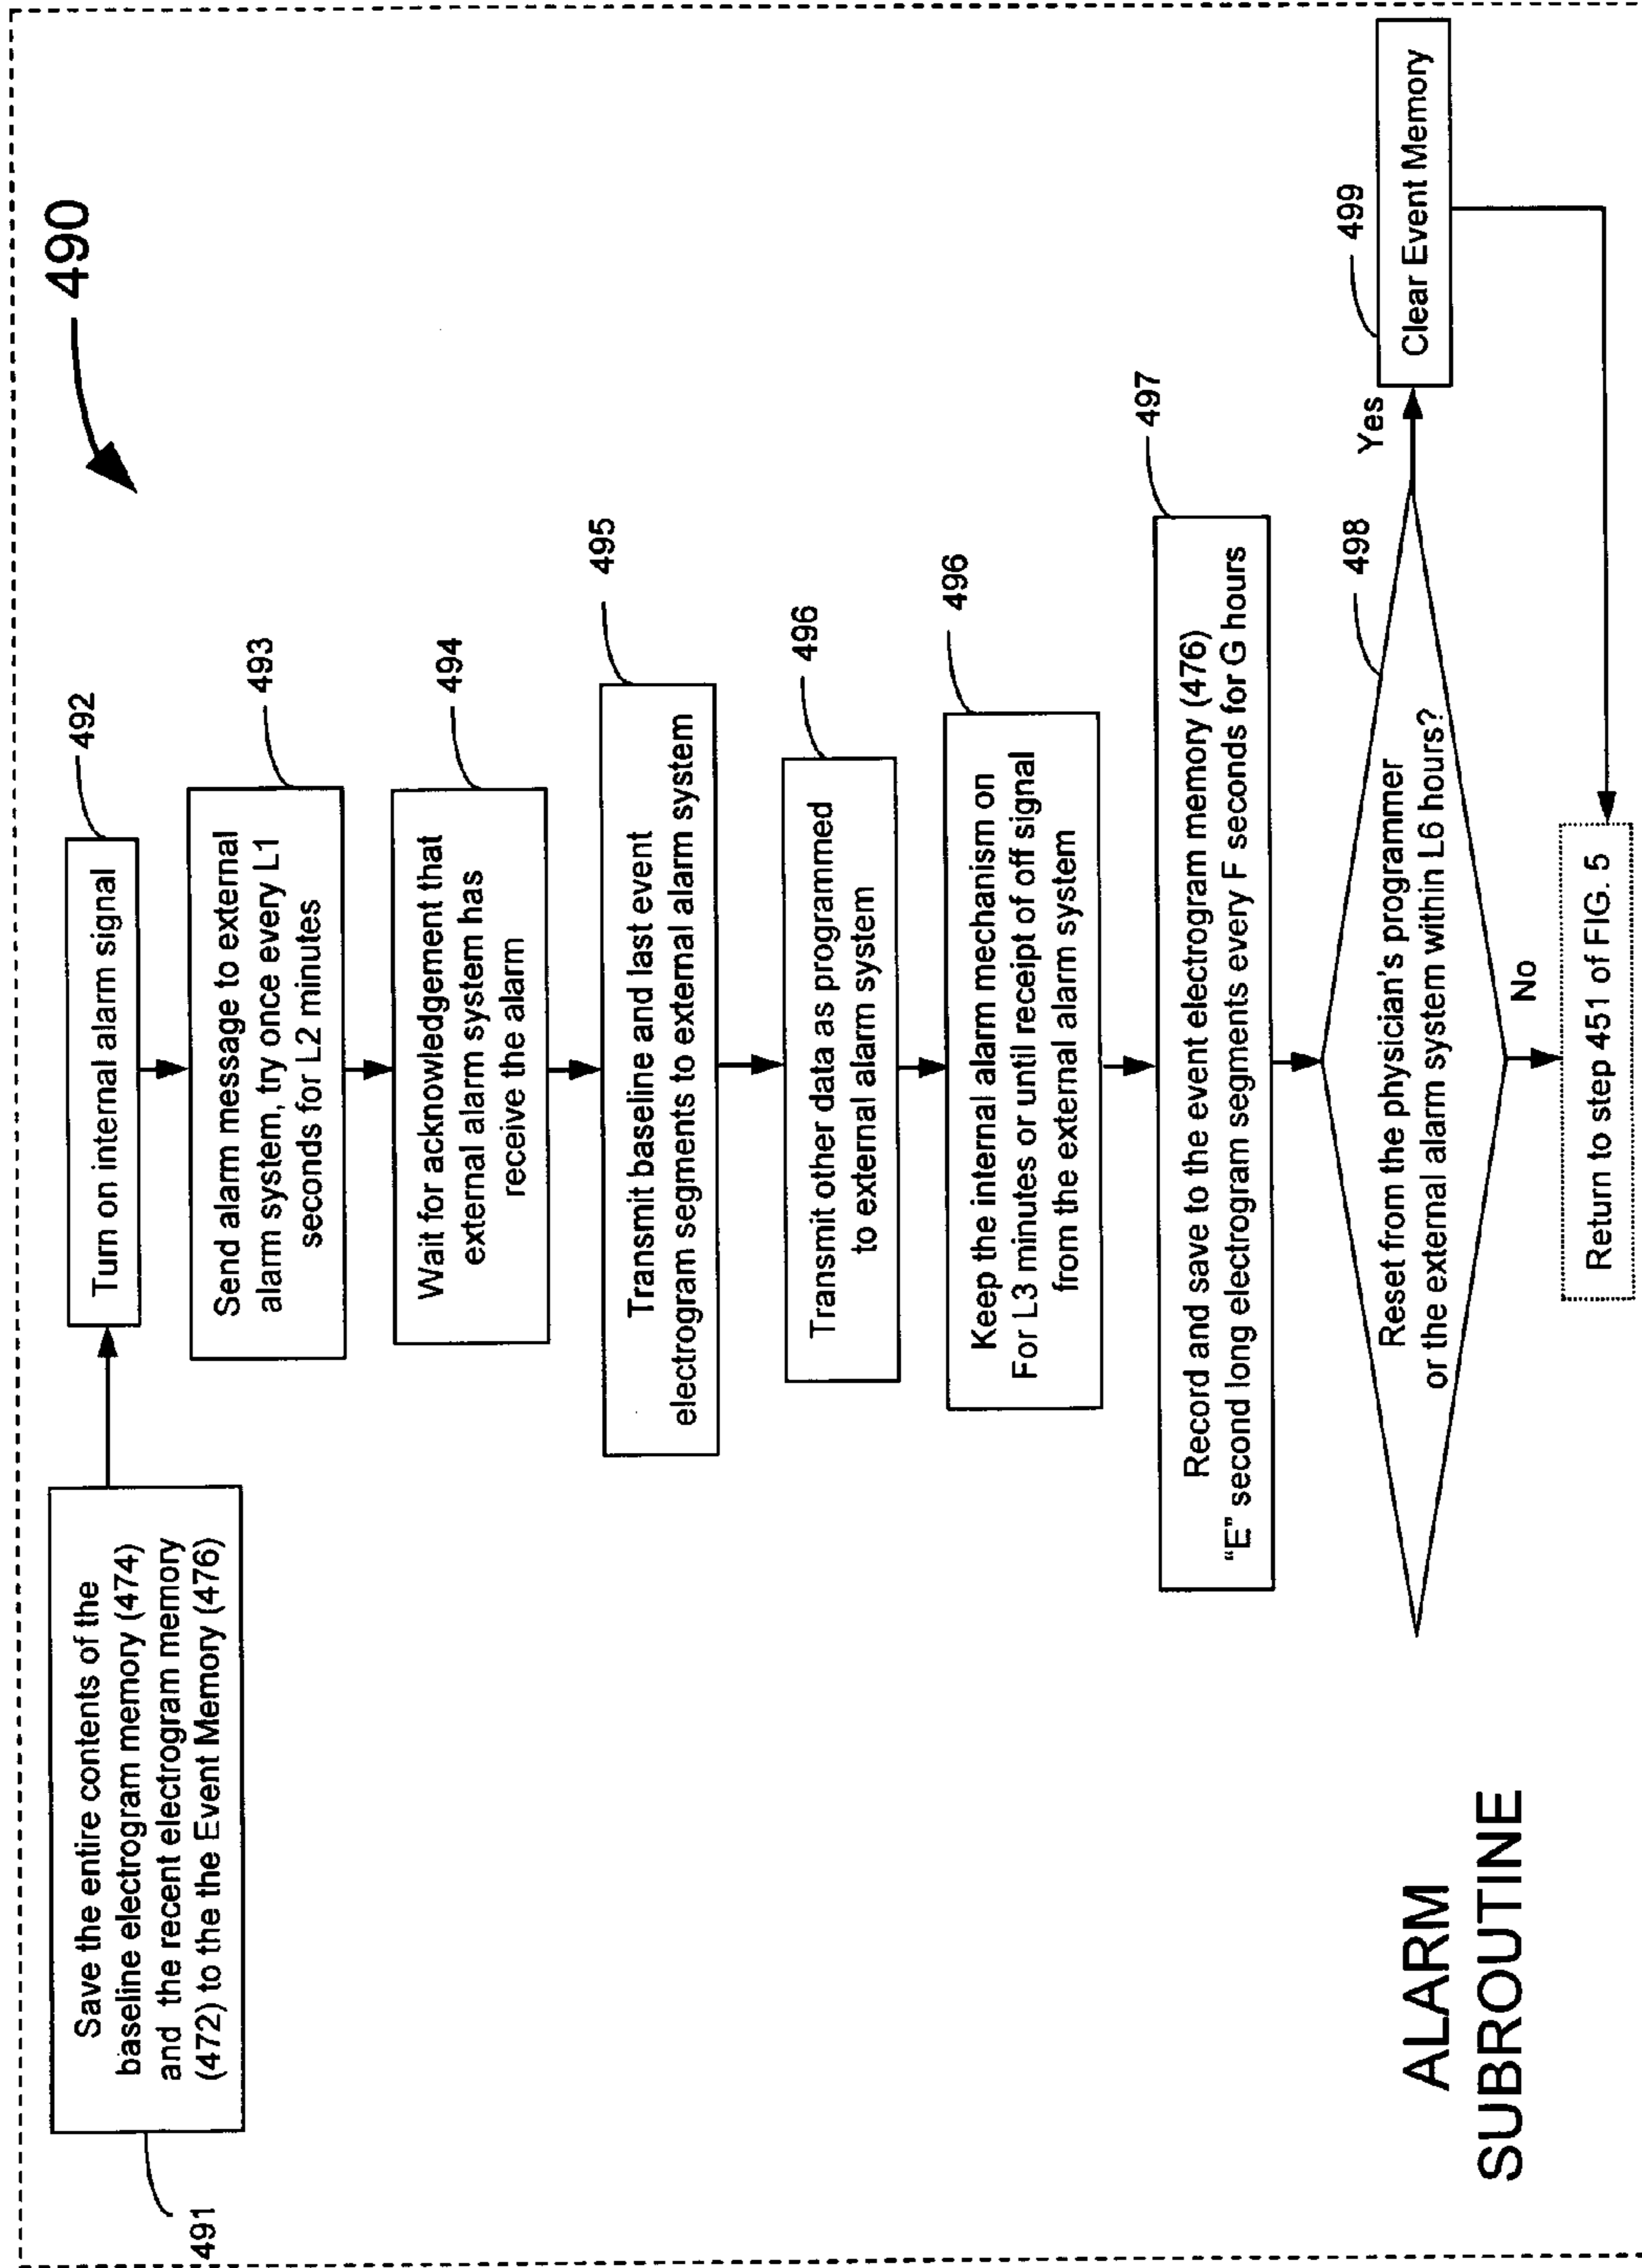 490
491
Save the entire contents of the
baseline electrogram memory (474)
and the recent electrogram memory
(472) to the the Event Memory (476)
492
Turn on internal alarm signal
493
Send alarm message to external
alarm system, try once every L1
seconds for L2 minutes
494
Wait for acknowledgement that
external alarm system has
receive the alarm
495
Transmit baseline and last event
electrogram segments to external alarm system
496
Transmit other data as programmed
to external alarm system
496
Keep the internal alarm mechanism on
For L3 minutes or until receipt of off signal
from the external alarm system
497
Record and save to the event electrogram memory (476)
“E” second long electrogram segments every F seconds for G hours
498
Reset from the physician's programmer
or the external alarm system within L6 hours?
Yes
499
Clear Event Memory
No
Return to step 451 of FIG. 5
ALARM
SUBROUTINE